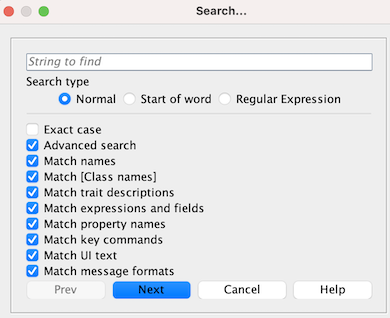 Search...
String to find
Search type
Normal Start of word Regular Expression
Exact case
Advanced search
Match names
Match [Class names]
Match trait descriptions
Match expressions and fields
Match property names
Match key commands
Match UI text
Match message formats
Prev Next Cancel Help